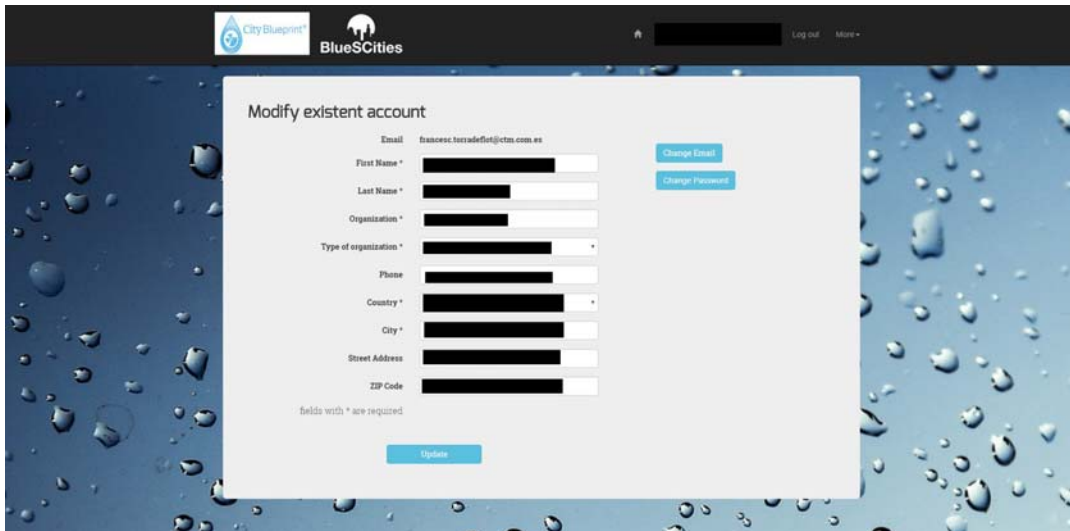 City Blueprint®
BlueSCities
Log out More
Modify existent account
Email francesc.torradeflot@ctm.com.es
Change Email
First Name *
Change Password
Last Name *
Organization *
Type of organization *
Phone
Country *
City *
Street Address
ZIP Code
fields with * are required
Update